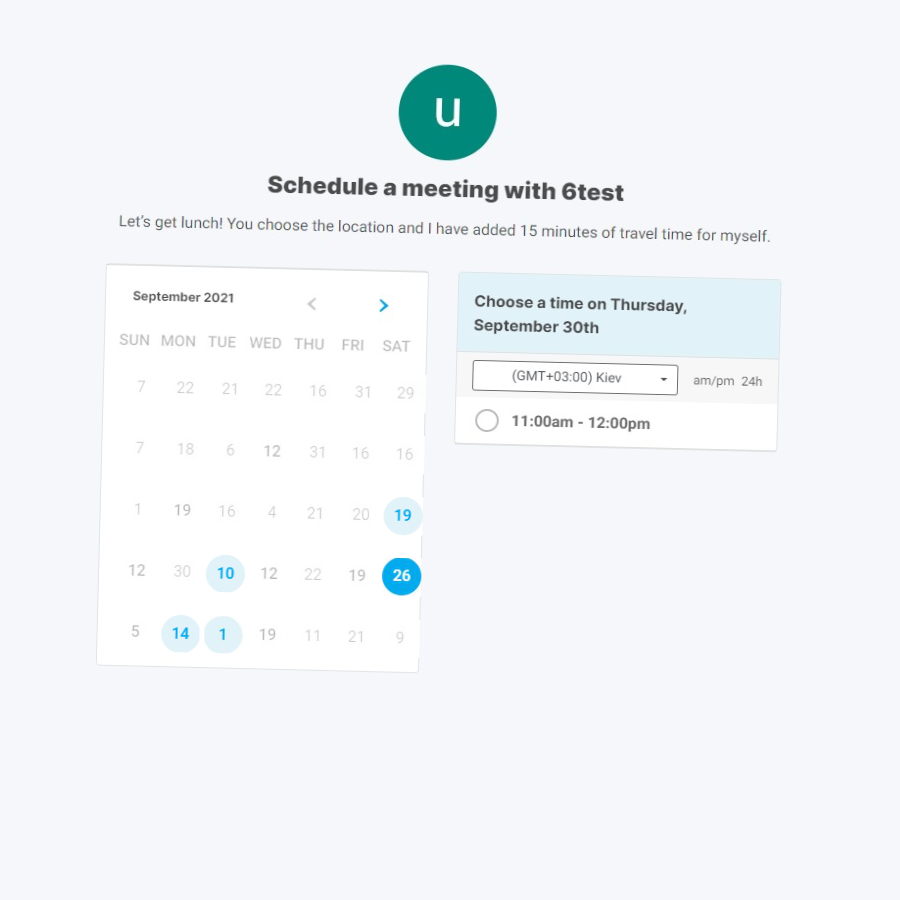 u
Schedule a meeting with 6test
Let's get lunch! You choose the location and I have added 15 minutes of travel time for myself.
September 2021
SUN MON TUE WED THU FRI SAT
7 22 21 22 16 31 29
7 18 6 12 31 16 16
1 19 16 4 21 20 19
12 30 10 12 22 19 26
5 14 1 19 11 21 9
Choose a time on Thursday,
September 30th
(GMT+03:00) Kiev am/pm 24h
11:00am - 12:00pm